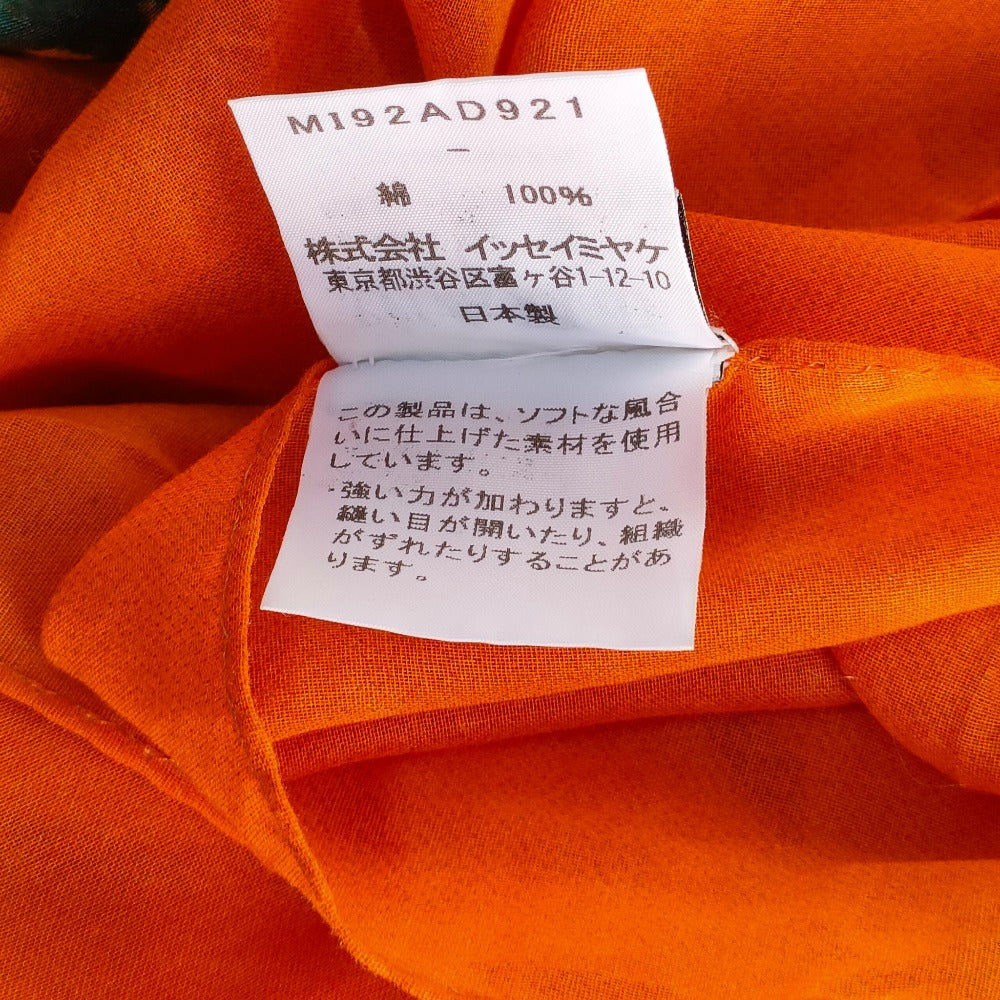 MI92AD921
—
綿 100%
株式会社 イッセイミヤケ
東京都渋谷区富ヶ谷1-12-10
日本製
この製品は、ソフトな風合
いに仕上げた素材を使用
しています。
・強い力が加わりますと、
縫い目が開いたり、組織
がずれたりすることがあ
ります。